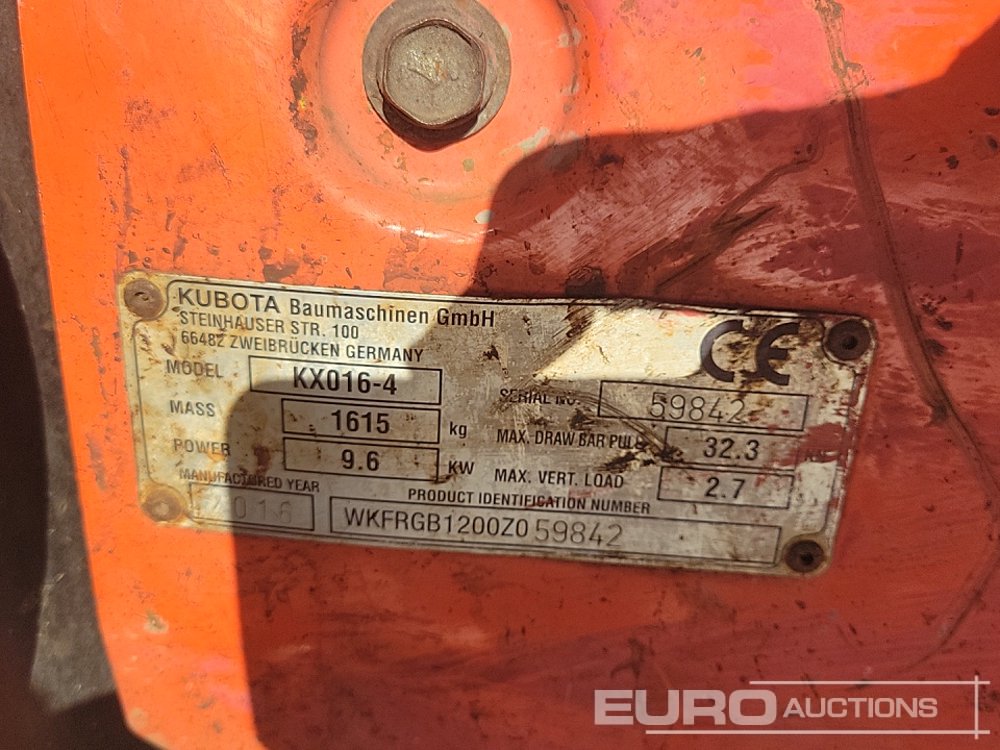 KUBOTA Baumaschinen GmbH
STEINHAUSER STR. 100
66482 ZWEIBRÜCKEN GERMANY
CE
MODEL KX016-4
SERIAL NO. 59842
MASS 1615 kg
MAX. DRAW BAR PULL 32.3
POWER 9.6 KW
MAX. VERT. LOAD 2.7
MANUFACTURED YEAR 2016
PRODUCT IDENTIFICATION NUMBER
WKFRGB1200Z059842
EURO AUCTIONS